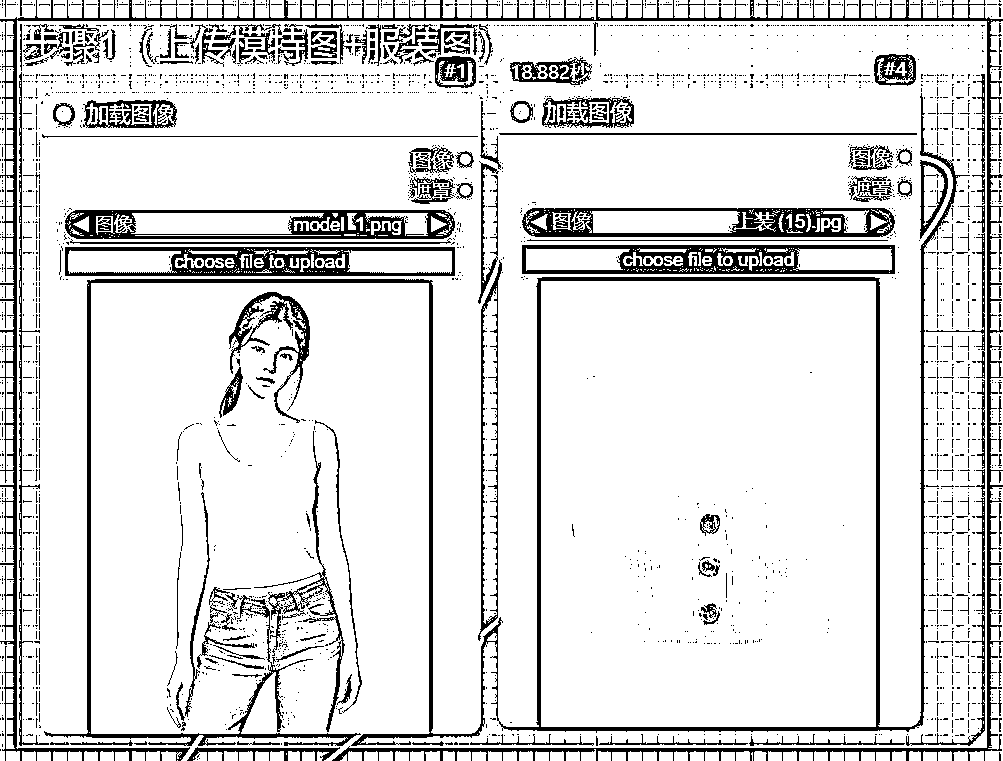 步骤1（上传模特图+服装图）
#1
加载图像
图像
遮罩
图像 model_1.png
choose file to upload
18.882秒
#4
加载图像
图像
遮罩
图像 上装 (15).jpg
choose file to upload